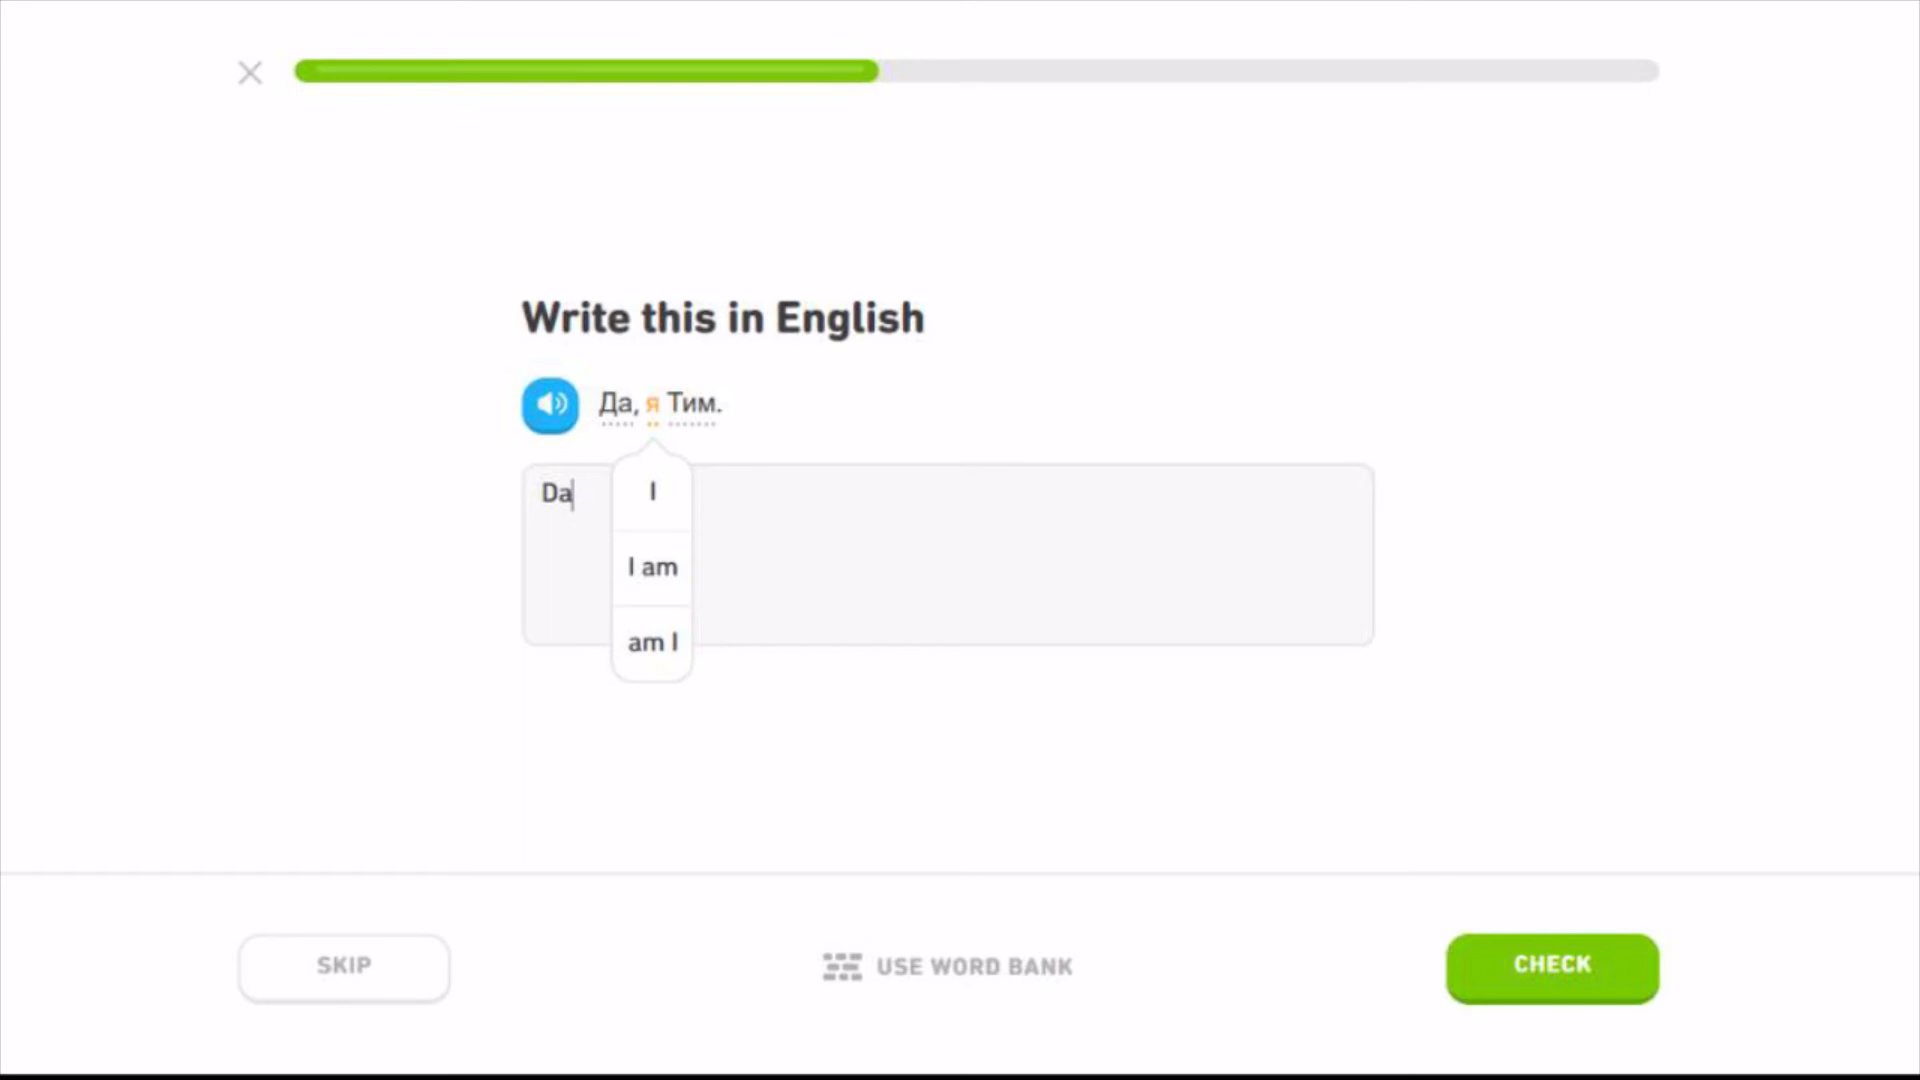 Write this in English
Да, я Тим.
Da
I
I am
am I
SKIP
USE WORD BANK
CHECK